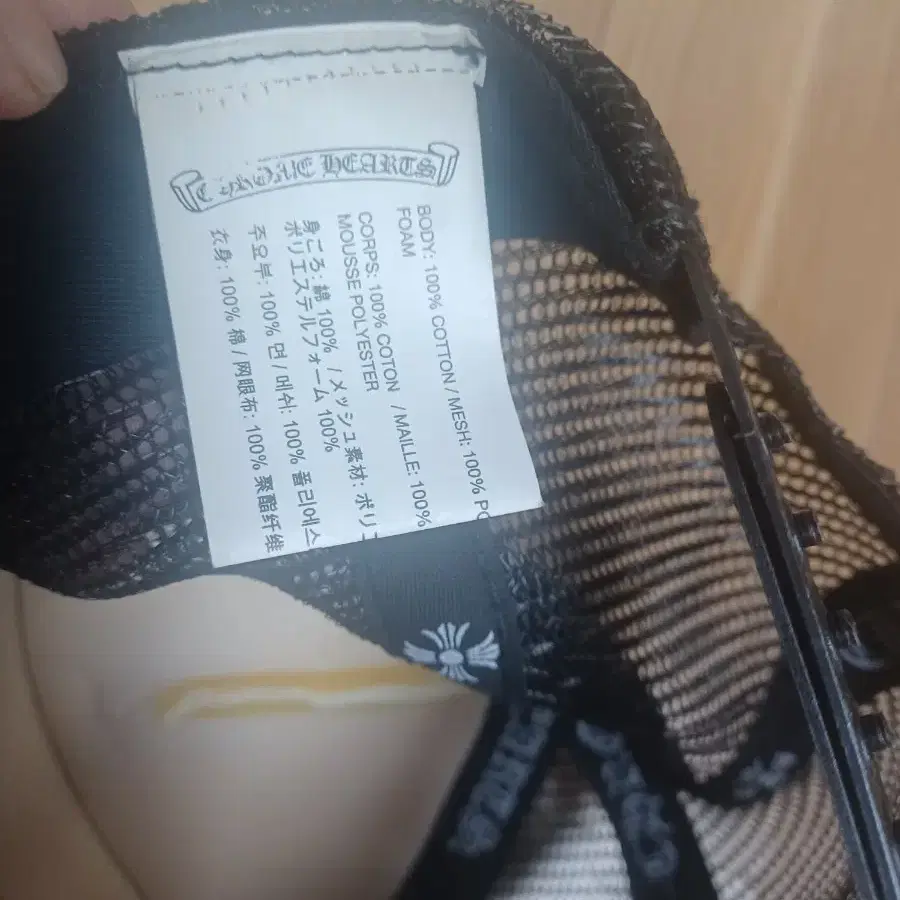 CHROME HEARTS
BODY: 100% COTTON / MESH: 100% PO
FOAM
CORPS: 100% COTON / MAILLE: 100%
MOUSSE POLYESTER
身ごろ: 綿 100% / メッシュ素材: ポリエ
ポリエステルフォーム 100%
주요부: 100% 면 / 메쉬: 100% 폴리에스
衣身: 100% 棉 / 网眼布: 100% 聚酯纤维